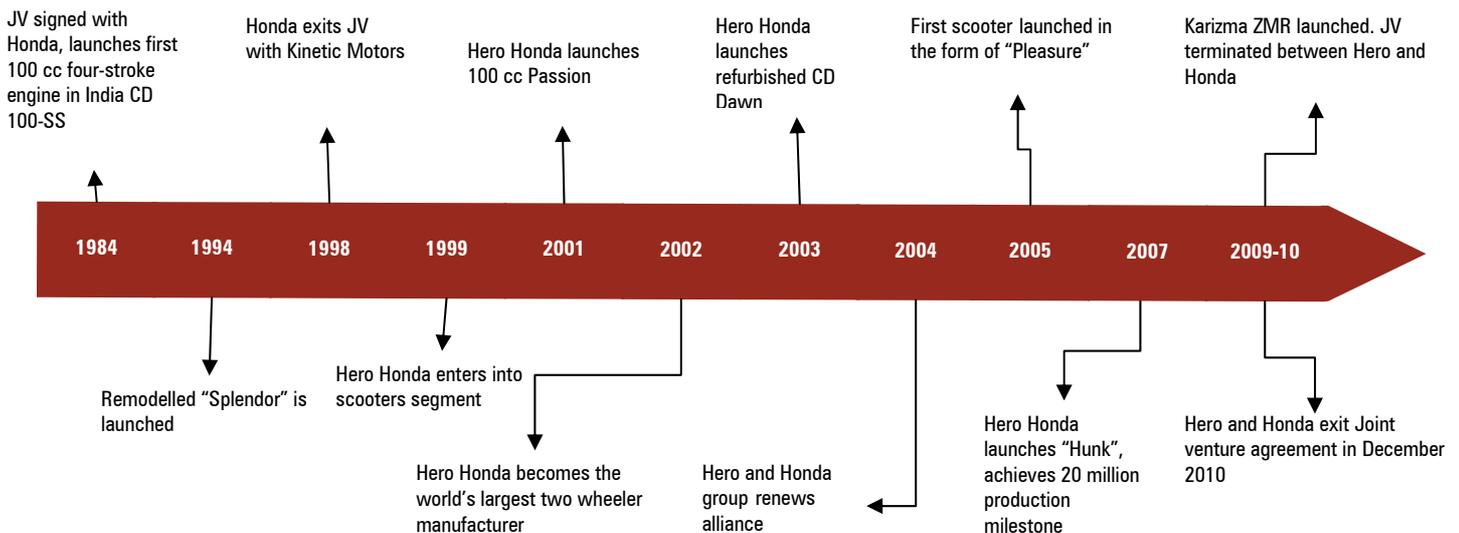 JV signed with
Honda, launches first
100 cc four-stroke
engine in India CD
100-SS
Honda exits JV
with Kinetic Motors
Hero Honda launches
100 cc Passion
Hero Honda
launches
refurbished CD
Dawn
First scooter launched in
the form of “Pleasure”
Karizma ZMR launched. JV
terminated between Hero and
Honda
1984
1994
1998
1999
2001
2002
2003
2004
2005
2007
2009-10
Remodelled “Splendor” is
launched
Hero Honda enters into
scooters segment
Hero Honda becomes the
world’s largest two wheeler
manufacturer
Hero and Honda
group renews
alliance
Hero Honda
launches “Hunk”,
achieves 20 million
production
milestone
Hero and Honda exit Joint
venture agreement in December
2010